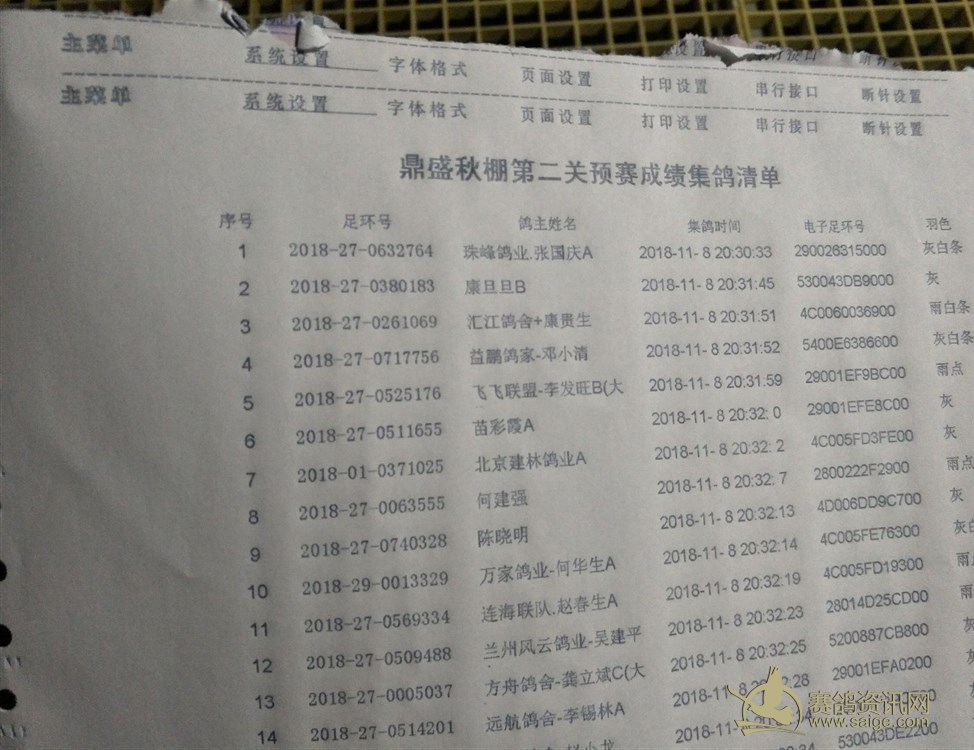 主菜单 系统设置 字体格式 页面设置 打印设置 串行接口
主菜单 系统设置 字体格式 页面设置 打印设置 串行接口 断针设置
鼎盛秋棚第二关预赛成绩集鸽清单
序号 足环号 鸽主姓名 集鸽时间 电子足环号 羽色
1 2018-27-0632764 珠峰鸽业.张国庆A 2018-11- 8 20:30:33 290026315000 灰白条
2 2018-27-0380183 康旦旦B 2018-11- 8 20:31:45 530043DB9000 灰
3 2018-27-0261069 汇江鸽舍+康贵生 2018-11- 8 20:31:51 4C0060036900 雨白条
4 2018-27-0717756 益鹏鸽家-邓小清 2018-11- 8 20:31:52 5400E6386600 灰白条
5 2018-27-0525176 飞飞联盟-李发旺B(大 2018-11- 8 20:31:59 29001EF9BC00 雨点
6 2018-27-0511655 苗彩霞A 2018-11- 8 20:32: 0 29001EFE8C00 灰
7 2018-01-0371025 北京建林鸽业A 2018-11- 8 20:32: 2 4C005FD3FE00 灰
8 2018-27-0063555 何建强 2018-11- 8 20:32: 7 2800222F2900 雨点
9 2018-27-0740328 陈晓明 2018-11- 8 20:32:13 4D006DD9C700 灰
10 2018-29-0013329 万家鸽业-何华生A 2018-11- 8 20:32:14 4C005FE76300 灰白
11 2018-27-0569334 连海联队.赵春生A 2018-11- 8 20:32:19 4C005FD19300 雨点
12 2018-27-0509488 兰州风云鸽业-吴建平 2018-11- 8 20:32:23 28014D25CD00 雨
13 2018-27-0005037 方舟鸽舍-龚立斌C(大 2018-11- 8 20:32:25 5200887CB800 灰
14 2018-27-0514201 远航鸽舍-李锡林A 2018-11- 8 20:32:28 29001EFA0200
530043DE2200
赛鸽资讯网
www.saige.com